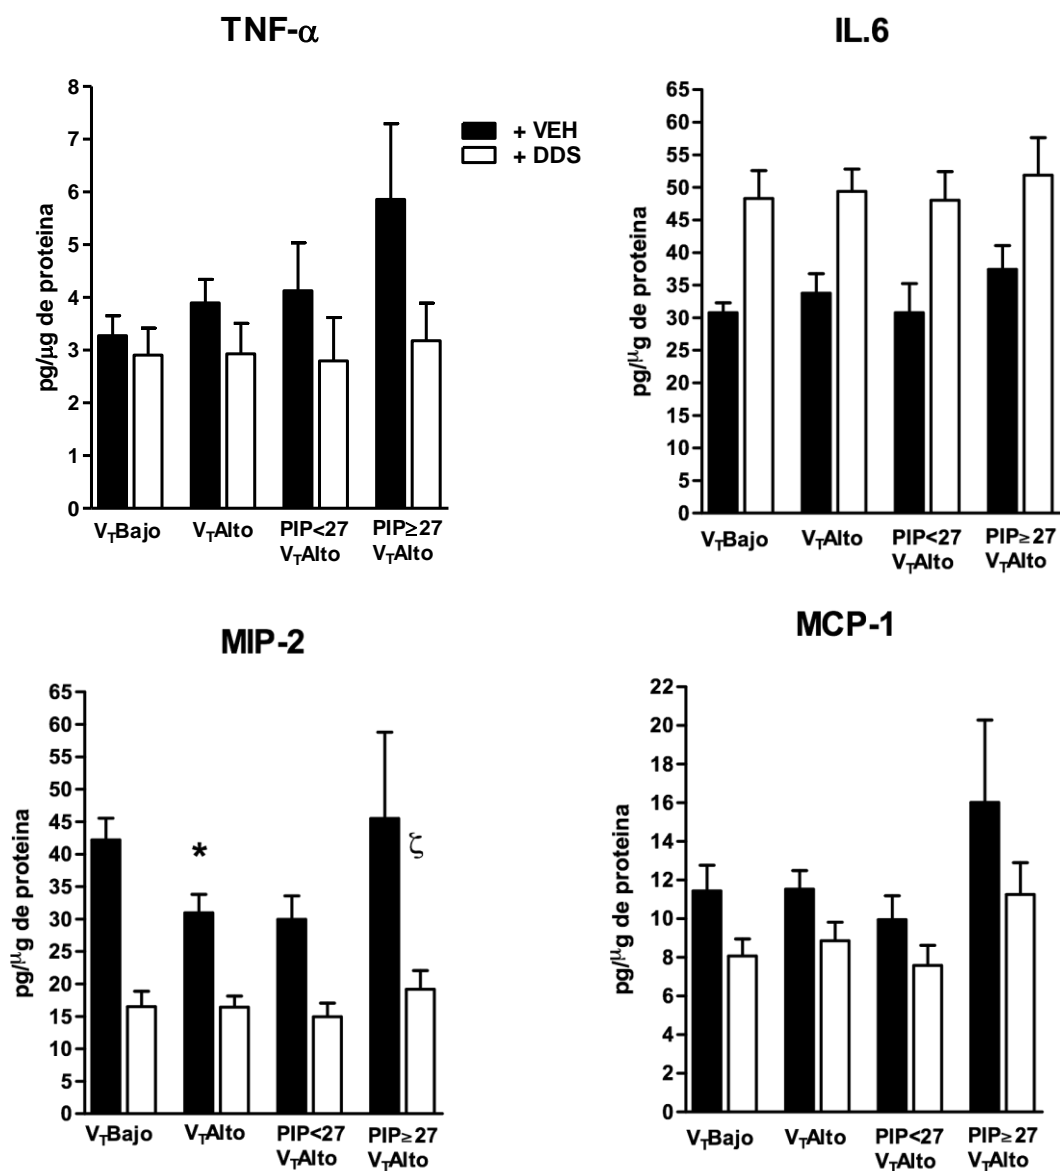 TNF-α
pg/μg de proteina
8
7
6
5
4
3
2
1
0
VTBajo
VTAlto
PIP<27
VTAlto
PIP≥27
VTAlto
+ VEH
+ DDS
IL.6
pg/μg de proteina
65
60
55
50
45
40
35
30
25
20
15
10
5
0
VTBajo
VTAlto
PIP<27
VTAlto
PIP≥27
VTAlto
MIP-2
pg/μg de proteina
65
60
55
50
45
40
35
30
25
20
15
10
5
0
*
ζ
VTBajo
VTAlto
PIP<27
VTAlto
PIP≥27
VTAlto
MCP-1
pg/μg de proteina
22
20
18
16
14
12
10
8
6
4
2
0
VTBajo
VTAlto
PIP<27
VTAlto
PIP≥27
VTAlto